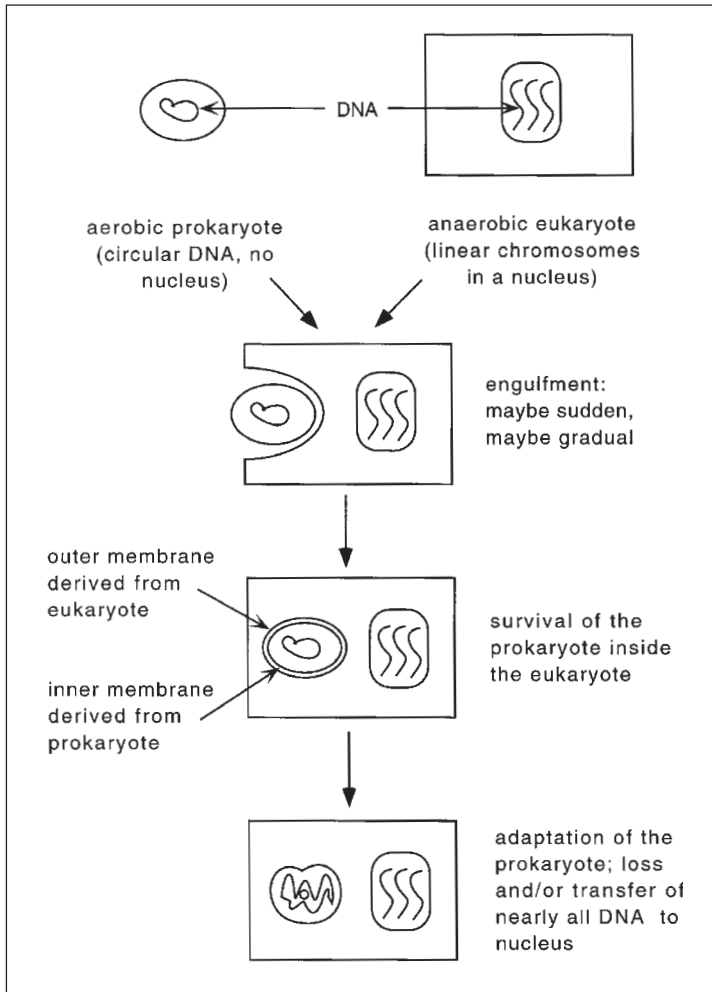 DNA
aerobic prokaryote
(circular DNA, no
nucleus)
anaerobic eukaryote
(linear chromosomes
in a nucleus)
engulfment:
maybe sudden,
maybe gradual
outer membrane
derived from
eukaryote
inner membrane
derived from
prokaryote
survival of the
prokaryote inside
the eukaryote
adaptation of the
prokaryote; loss
and/or transfer of
nearly all DNA to
nucleus